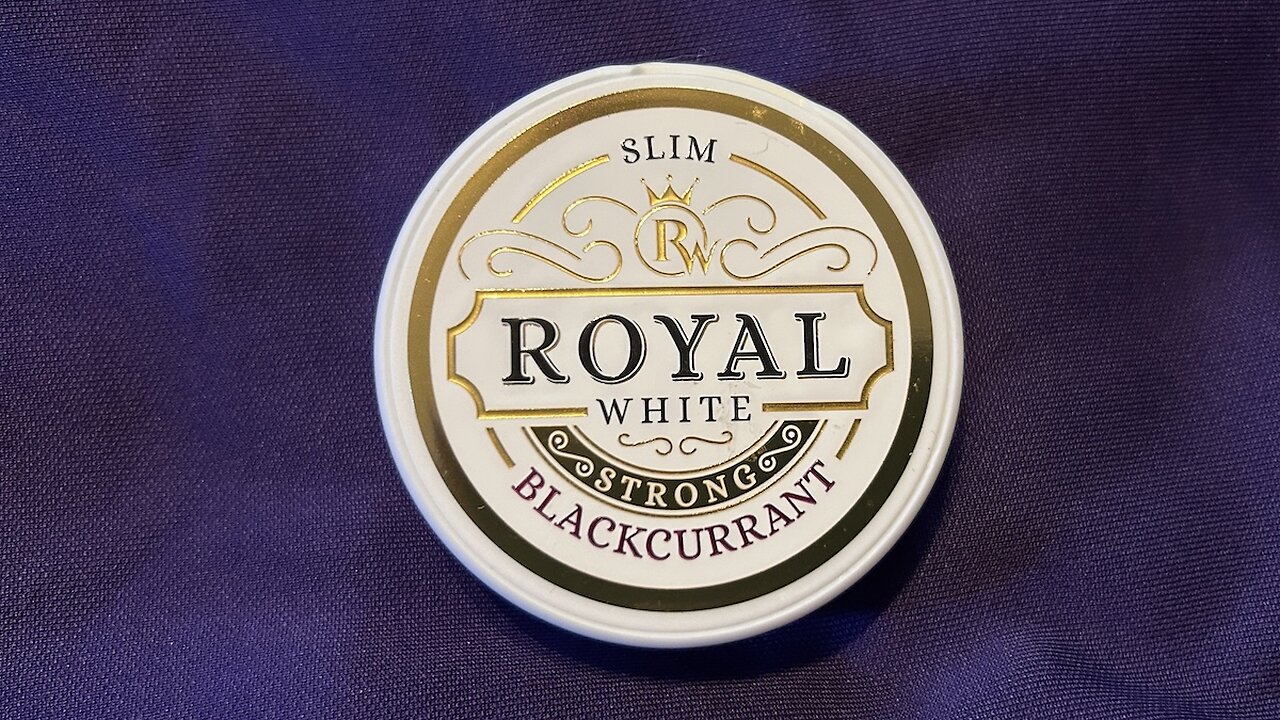 SLIM
RW
ROYAL
WHITE
STRONG
BLACKCURRANT